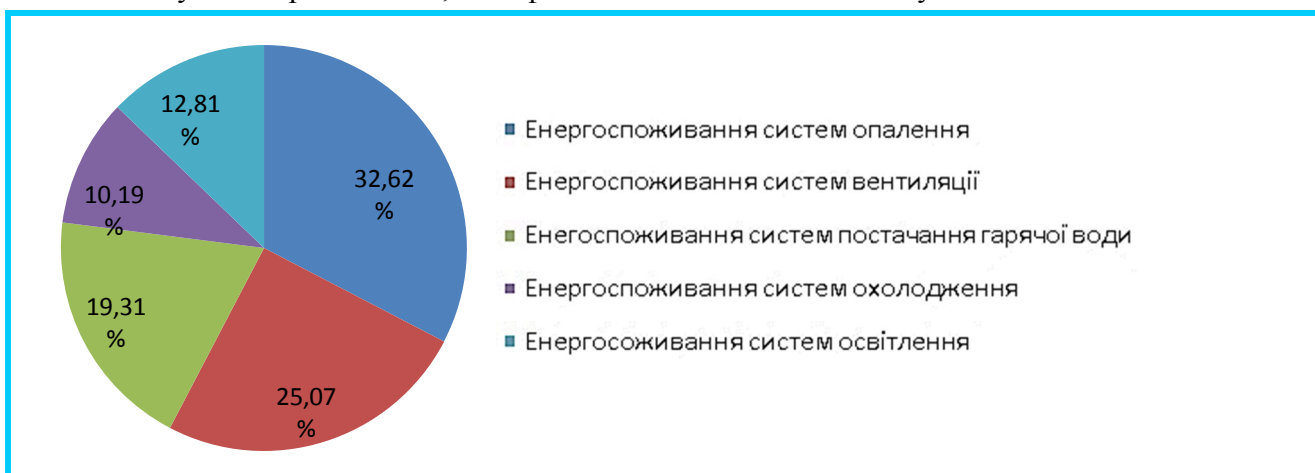 12,81
%
32,62
%
10,19
%
19,31
%
25,07
%
Енергоспоживання систем опалення
Енергоспоживання систем вентиляції
Енегоспоживання систем постачання гарячої води
Енергоспоживання систем охолодження
Енергосоживання систем освітлення